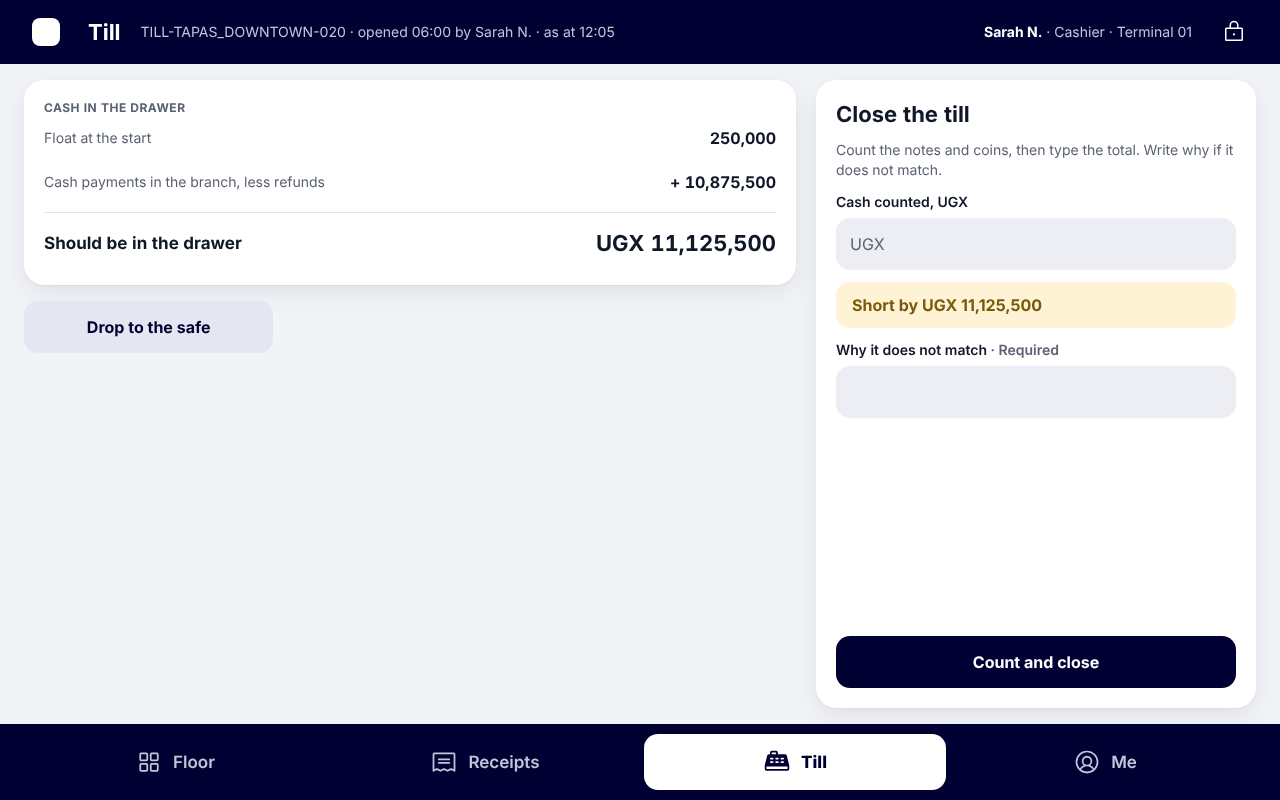 Till
TILL-TAPAS_DOWNTOWN-020 · opened 06:00 by Sarah N. · as at 12:05
Sarah N. · Cashier · Terminal 01
CASH IN THE DRAWER
Float at the start 250,000
Cash payments in the branch, less refunds + 10,875,500
Should be in the drawer UGX 11,125,500
Drop to the safe
Close the till
Count the notes and coins, then type the total. Write why if it
does not match.
Cash counted, UGX
UGX
Short by UGX 11,125,500
Why it does not match · Required
Count and close
Floor
Receipts
Till
Me